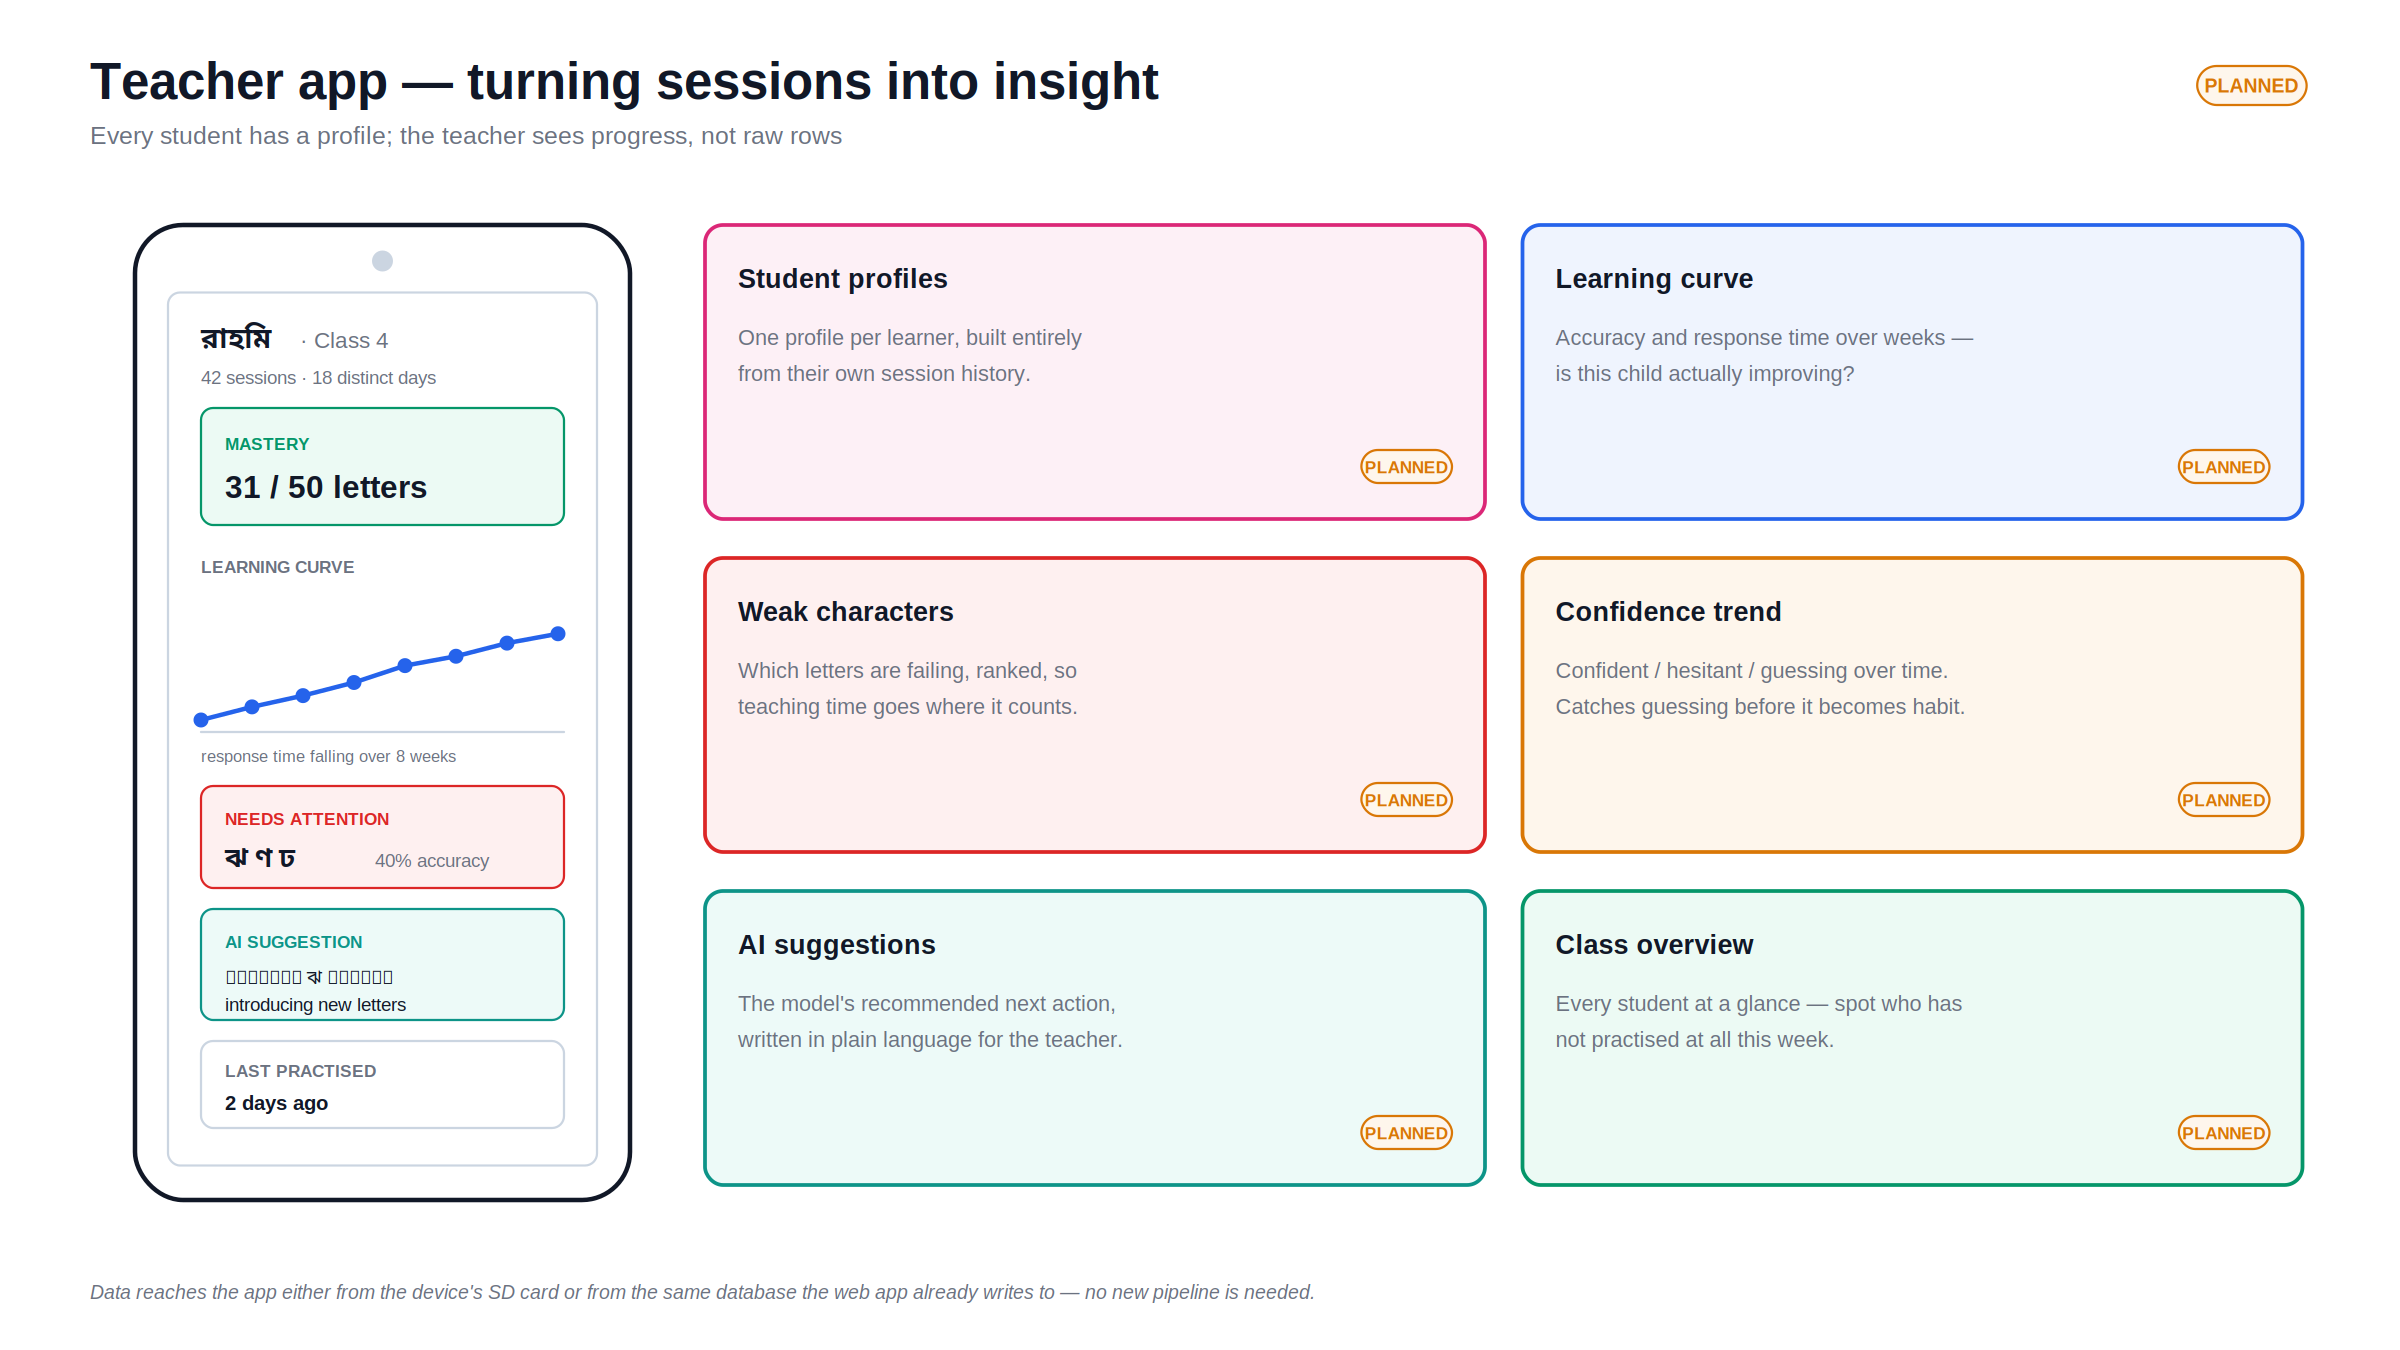 Teacher app — turning sessions into insight
PLANNED
Every student has a profile; the teacher sees progress, not raw rows
রাহমি · Class 4
42 sessions · 18 distinct days
MASTERY
31 / 50 letters
LEARNING CURVE
response time falling over 8 weeks
NEEDS ATTENTION
ঝ ণ ঢ 40% accuracy
AI SUGGESTION
ঝ
introducing new letters
LAST PRACTISED
2 days ago
Student profiles
One profile per learner, built entirely
from their own session history.
PLANNED
Learning curve
Accuracy and response time over weeks —
is this child actually improving?
PLANNED
Weak characters
Which letters are failing, ranked, so
teaching time goes where it counts.
PLANNED
Confidence trend
Confident / hesitant / guessing over time.
Catches guessing before it becomes habit.
PLANNED
AI suggestions
The model's recommended next action,
written in plain language for the teacher.
PLANNED
Class overview
Every student at a glance — spot who has
not practised at all this week.
PLANNED
Data reaches the app either from the device's SD card or from the same database the web app already writes to — no new pipeline is needed.